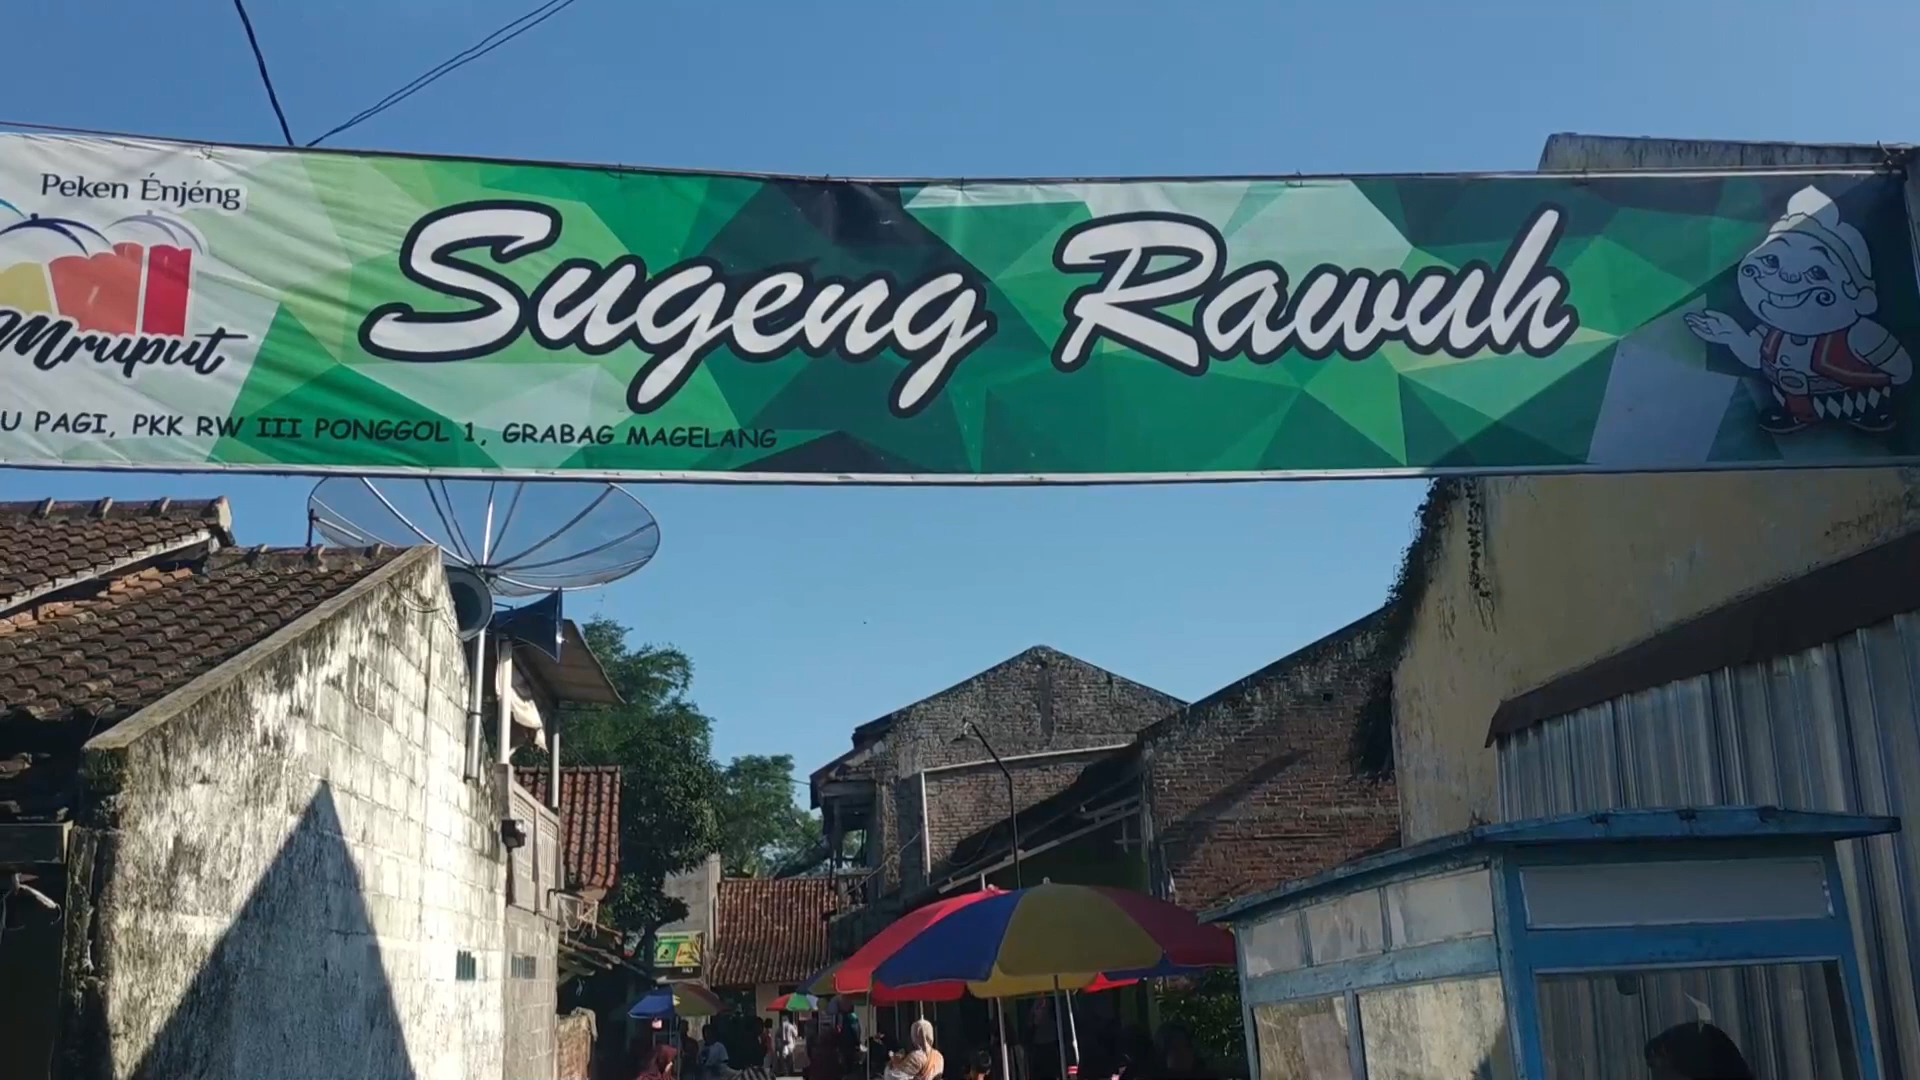 Peken Énjéng
Mruput
Sugeng Rawuh
PAGI, PKK RW III PONGGOL 1, GRABAG MAGELANG